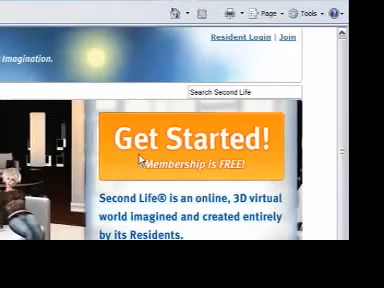 Page Tools
Resident Login | Join
Imagination.
Search Second Life
Get Started!
Membership is FREE!
Second Life® is an online, 3D virtual
world imagined and created entirely
by its Residents.